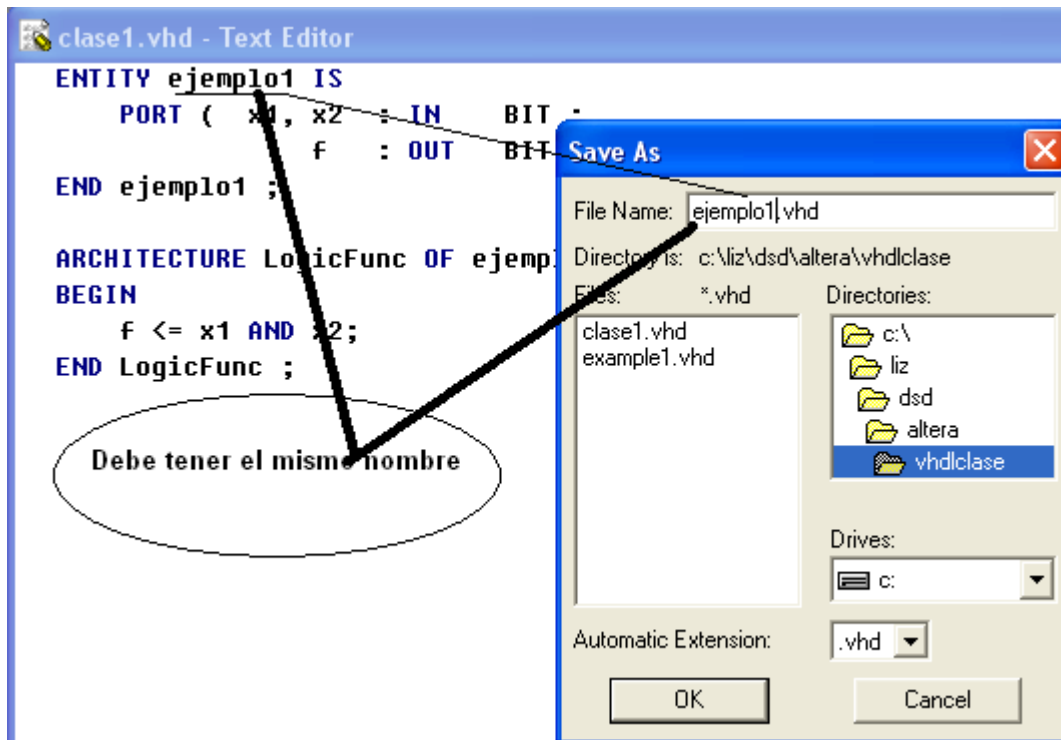 clase1.vhd - Text Editor
ENTITY ejemplo1 IS
PORT ( x1, x2 : IN BIT ;
f : OUT BIT
END ejemplo1 ;
ARCHITECTURE LogicFunc OF ejempl
BEGIN
f <= x1 AND x2;
END LogicFunc ;
Debe tener el mismo nombre
Save As
File Name: ejemplo1.vhd
Directory is: c:\liz\dsd\altera\vhdlclase
Files: *.vhd
clase1.vhd
example1.vhd
Directories:
c:\
liz
dsd
altera
vhdlclase
Drives:
c:
Automatic Extension: .vhd
OK Cancel